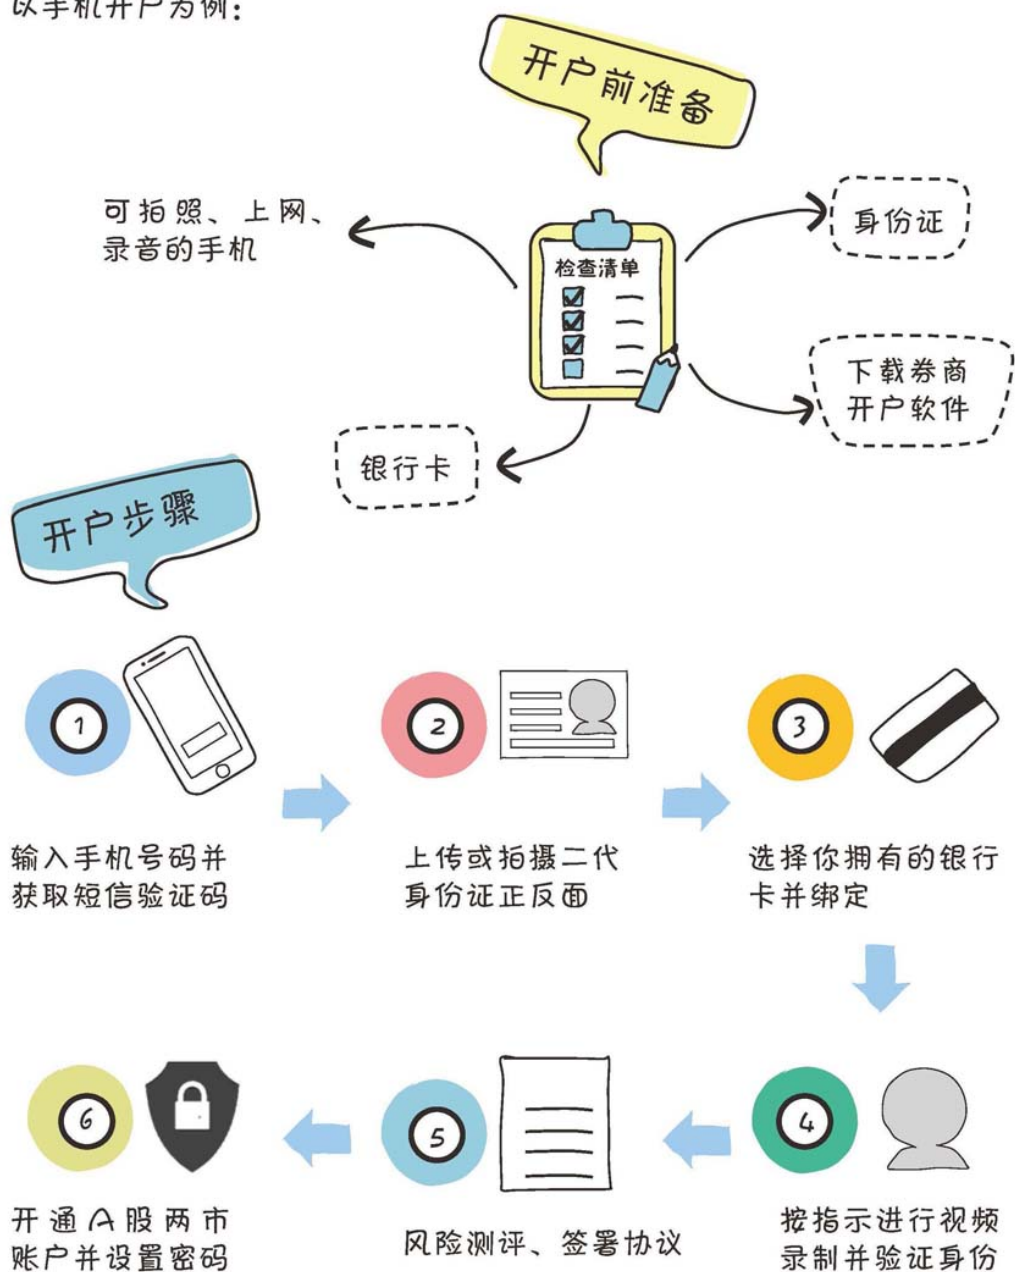 以手机开户为例：
开户前准备
可拍照、上网、
录音的手机
身份证
检查清单
下载券商
开户软件
银行卡
开户步骤
1
2
3
输入手机号码并
获取短信验证码
上传或拍摄二代
身份证正反面
选择你拥有的银行
卡并绑定
6
5
4
开通A股两市
账户并设置密码
风险测评、签署协议
按指示进行视频
录制并验证身份